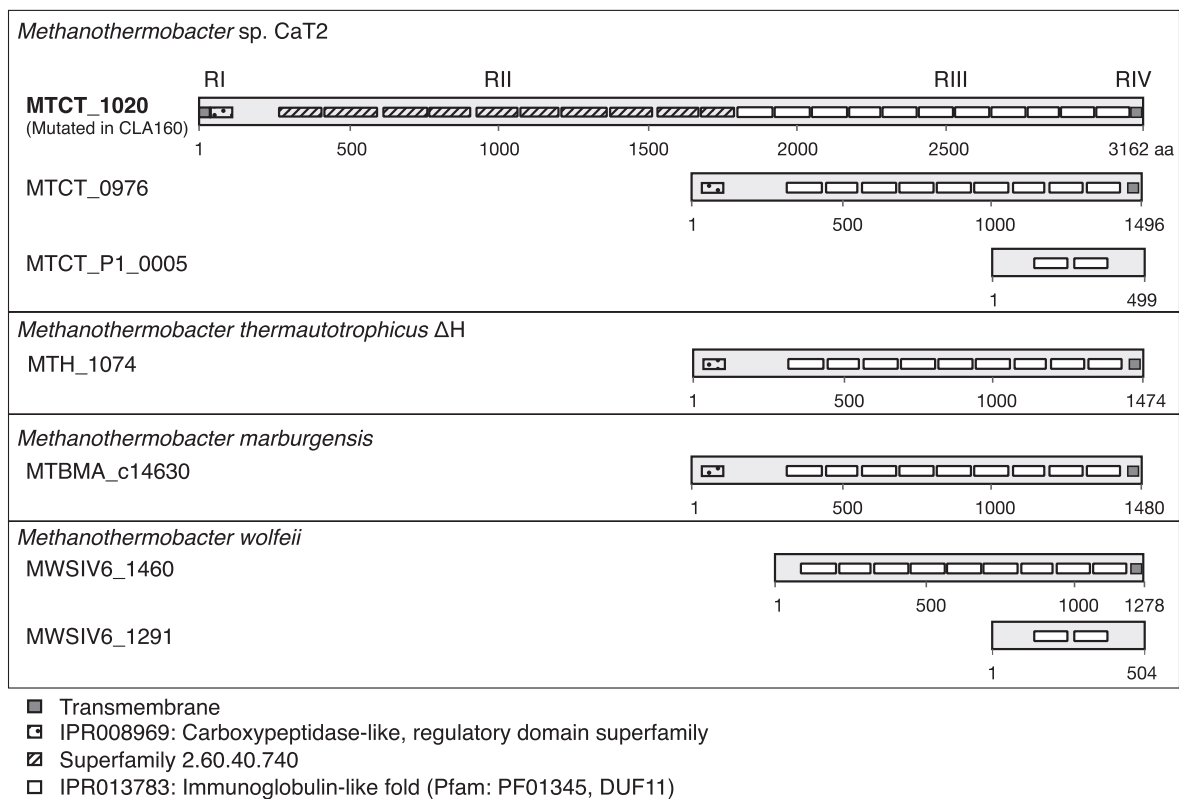 Methanothermobacter sp. CaT2
RI RII RIII RIV
MTCT_1020
(Mutated in CLA160)
1 500 1000 1500 2000 2500 3162 aa
MTCT_0976
1 500 1000 1496
MTCT_P1_0005
1 499
Methanothermobacter thermautotrophicus ΔH
MTH_1074
1 500 1000 1474
Methanothermobacter marburgensis
MTBMA_c14630
1 500 1000 1480
Methanothermobacter wolfeii
MWSIV6_1460
1 500 1000 1278
MWSIV6_1291
1 504
Transmembrane
IPR008969: Carboxypeptidase-like, regulatory domain superfamily
Superfamily 2.60.40.740
IPR013783: Immunoglobulin-like fold (Pfam: PF01345, DUF11)